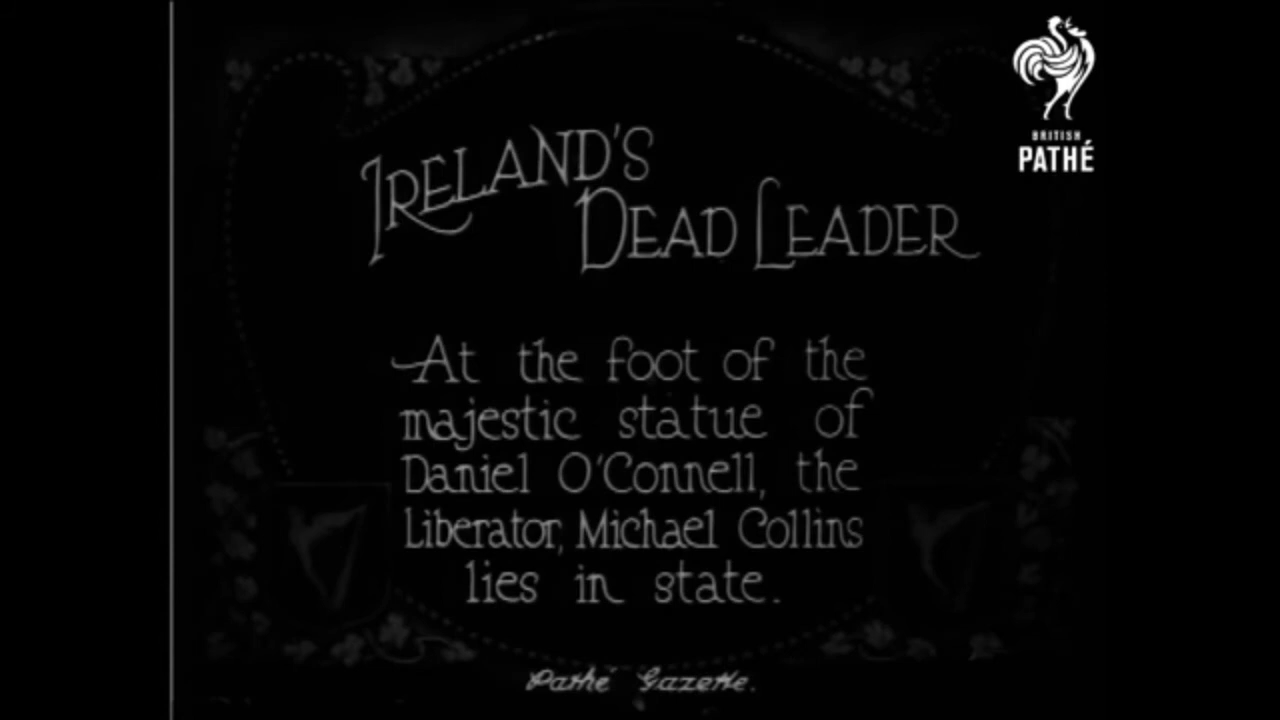 BRITISH
PATHÉ
IRELAND'S
DEAD LEADER
At the foot of the
majestic statue of
Daniel O'Connell, the
Liberator, Michael Collins
lies in state.
Pathé Gazette.